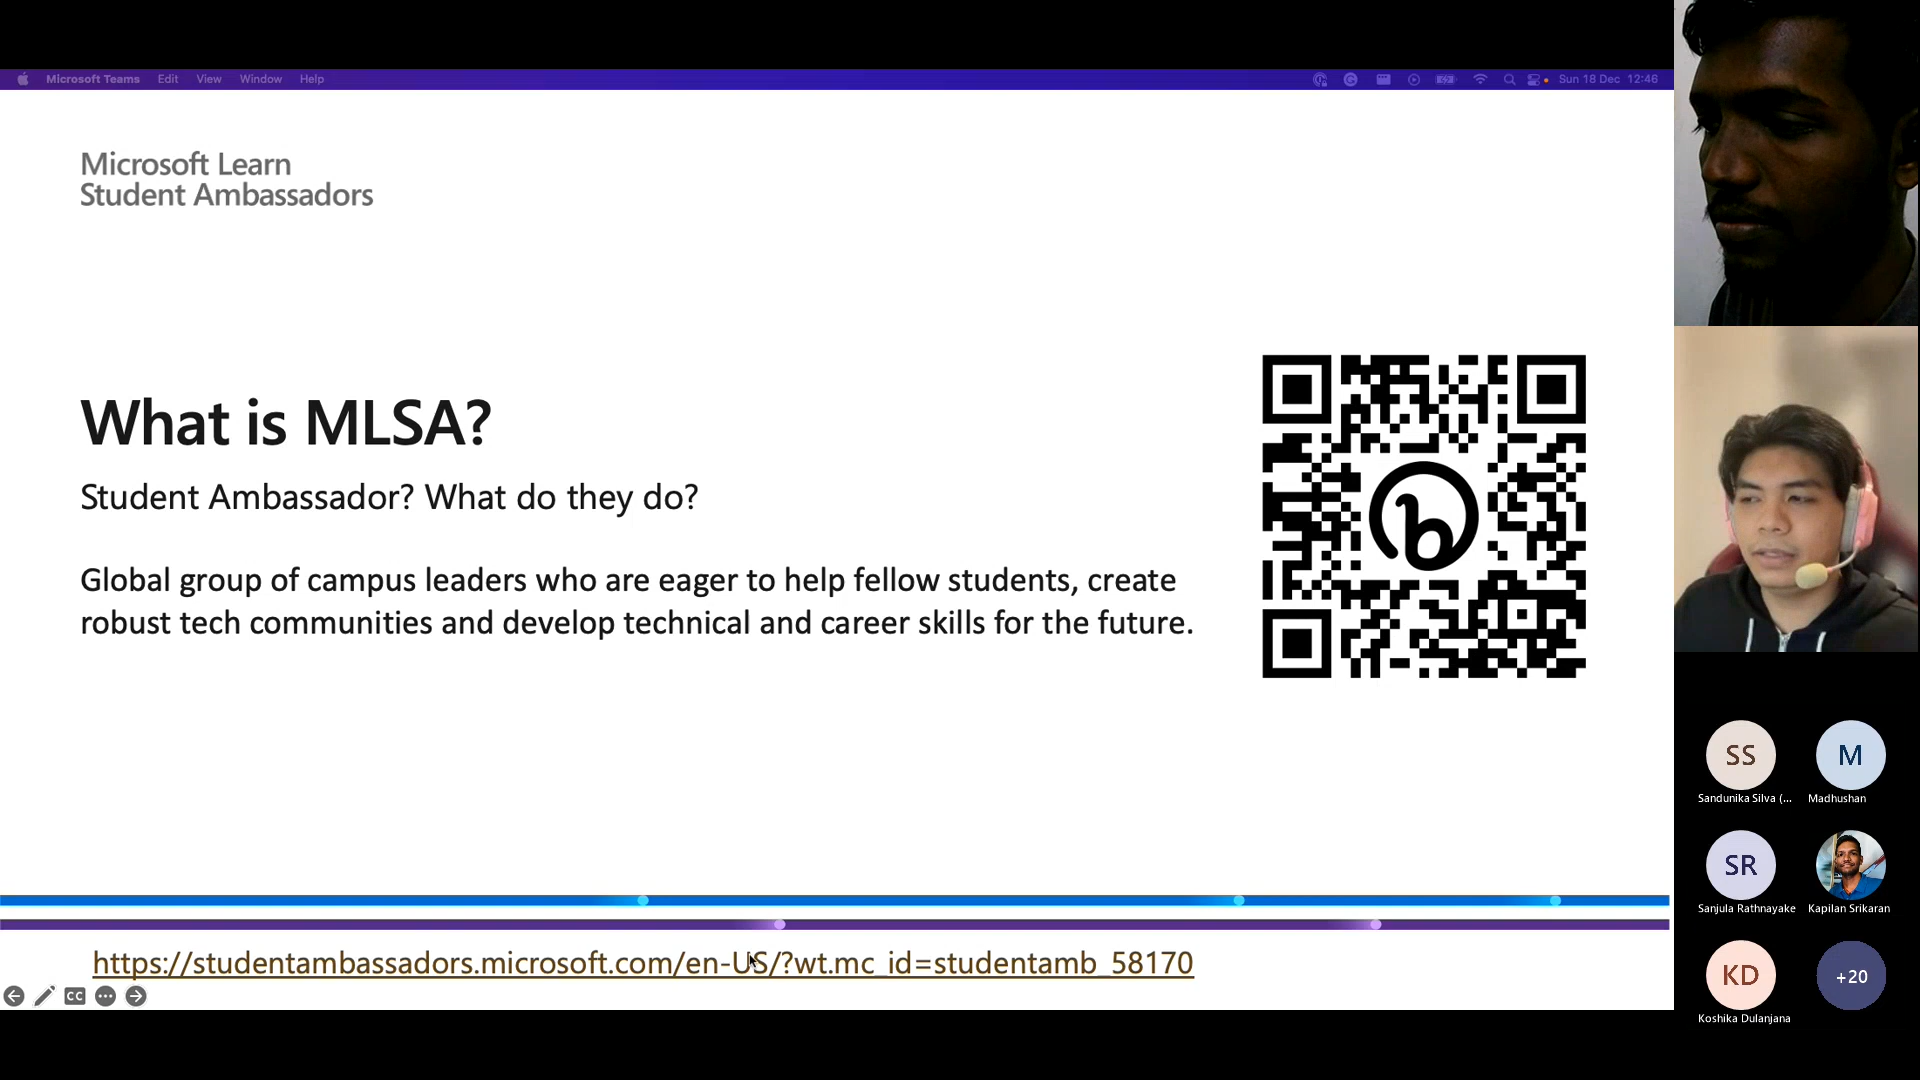 Microsoft Teams Edit View Window Help
Sun 18 Dec 12:46
Microsoft Learn
Student Ambassadors
What is MLSA?
Student Ambassador? What do they do?
Global group of campus leaders who are eager to help fellow students, create
robust tech communities and develop technical and career skills for the future.
b
https://studentambassadors.microsoft.com/en-US/?wt.mc_id=studentamb_58170
CC
SS
Sandunika Silva (...
M
Madhushan
SR
Sanjula Rathnayake
Kapilan Srikaran
KD
Koshika Dulanjana
+20